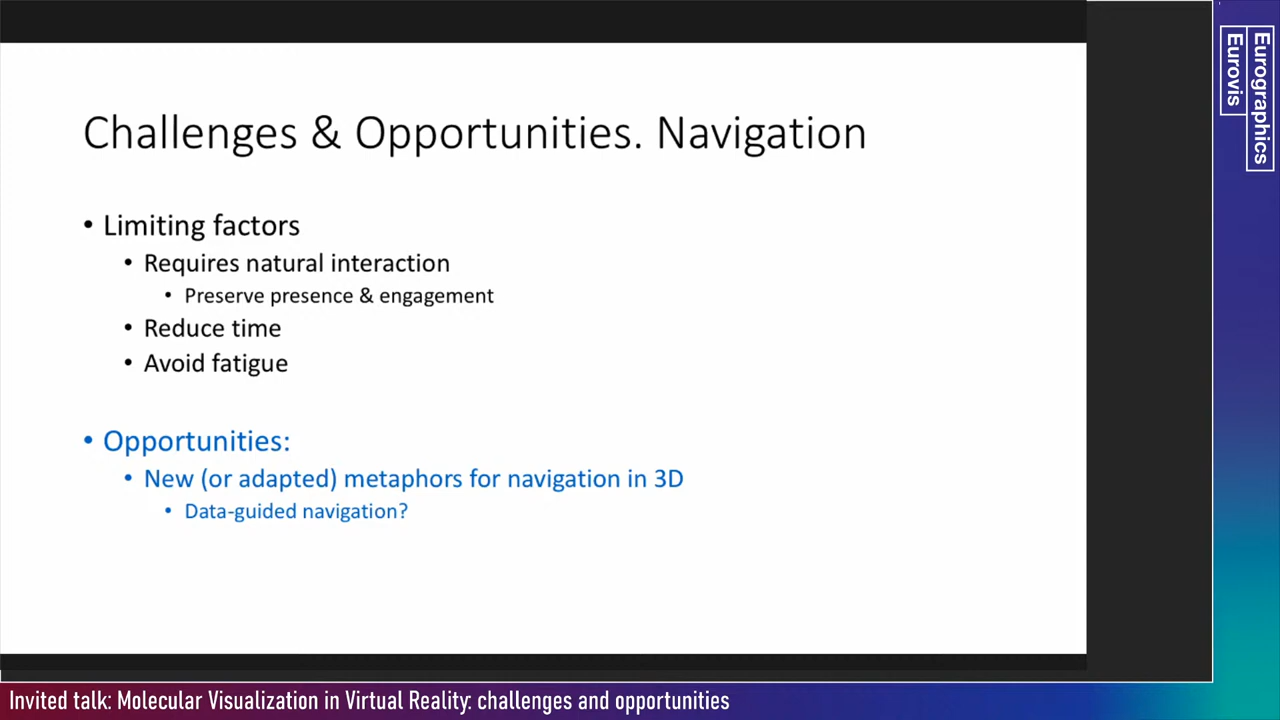 Challenges & Opportunities. Navigation
• Limiting factors
• Requires natural interaction
• Preserve presence & engagement
• Reduce time
• Avoid fatigue
• Opportunities:
• New (or adapted) metaphors for navigation in 3D
• Data-guided navigation?
Eurographics
Eurovis
Invited talk: Molecular Visualization in Virtual Reality: challenges and opportunities